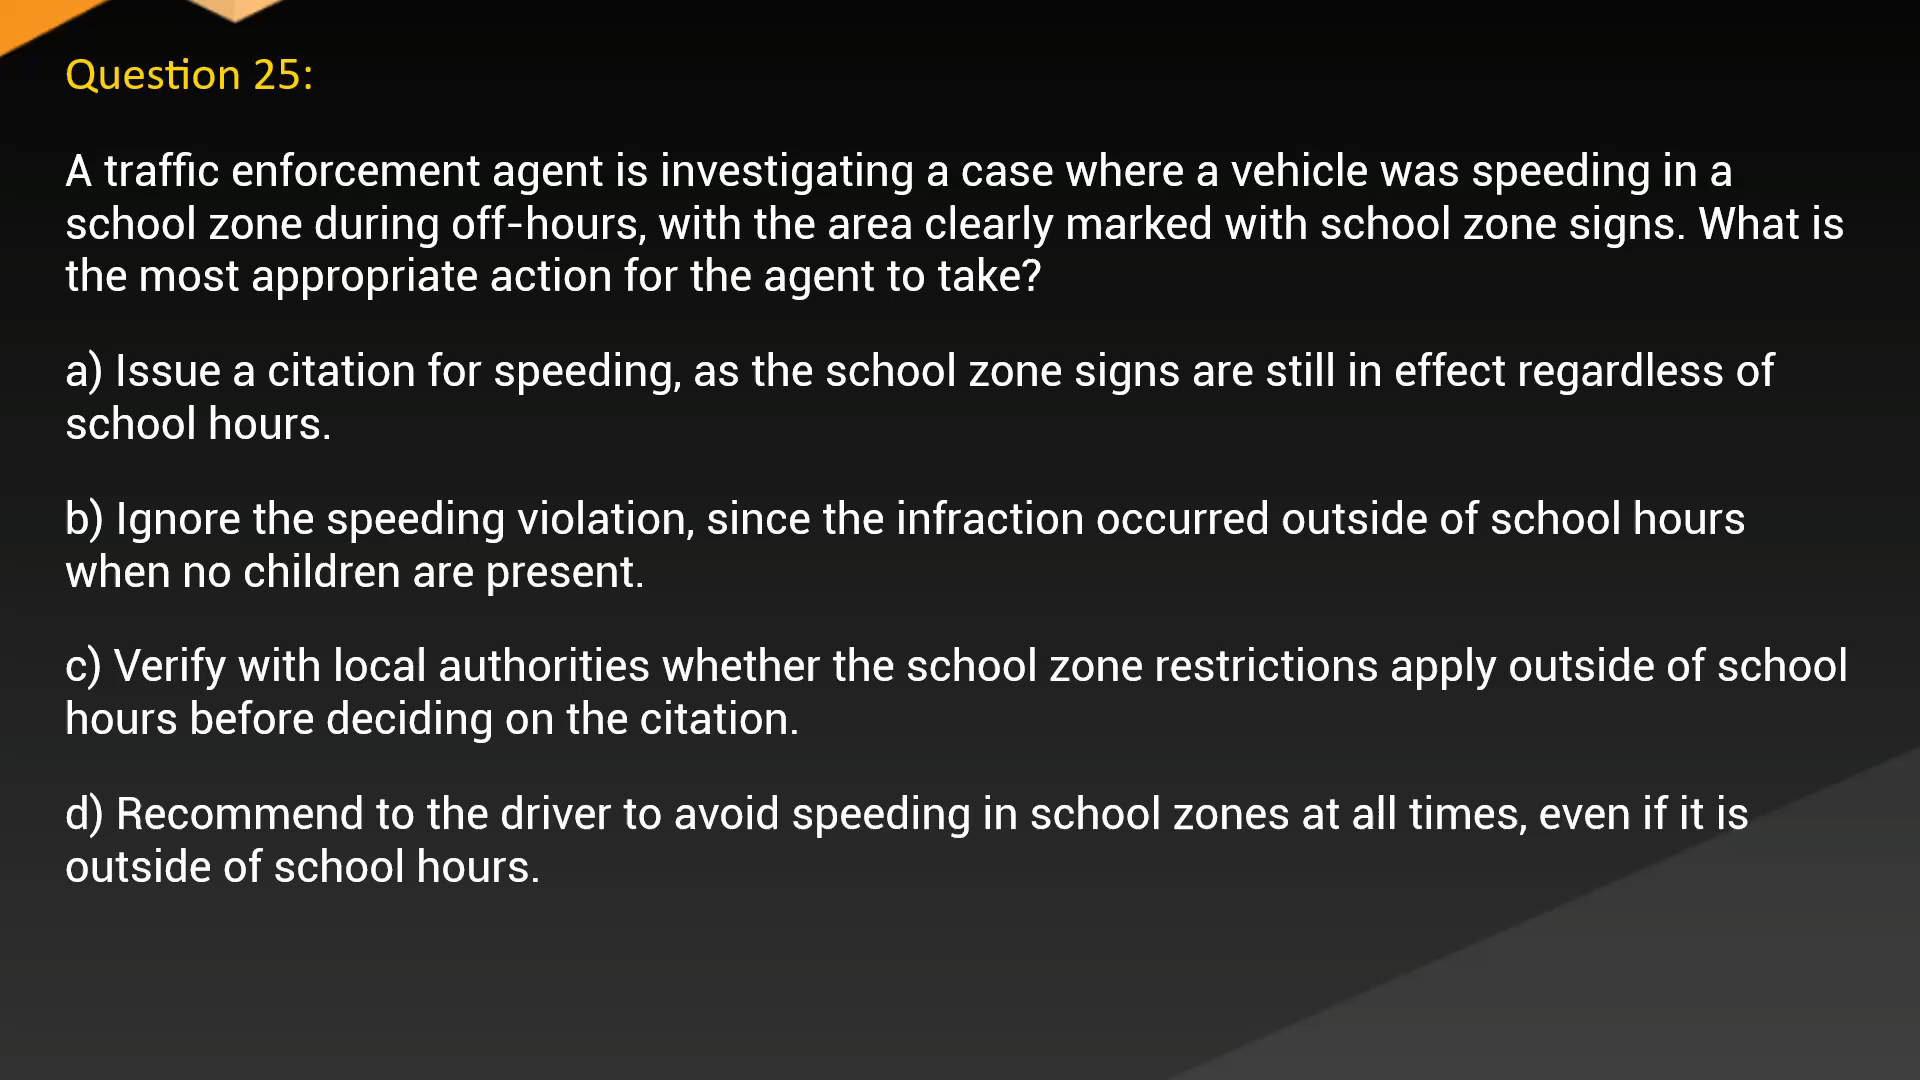 Question 25:
A traffic enforcement agent is investigating a case where a vehicle was speeding in a
school zone during off-hours, with the area clearly marked with school zone signs. What is
the most appropriate action for the agent to take?
a) Issue a citation for speeding, as the school zone signs are still in effect regardless of
school hours.
b) Ignore the speeding violation, since the infraction occurred outside of school hours
when no children are present.
c) Verify with local authorities whether the school zone restrictions apply outside of school
hours before deciding on the citation.
d) Recommend to the driver to avoid speeding in school zones at all times, even if it is
outside of school hours.